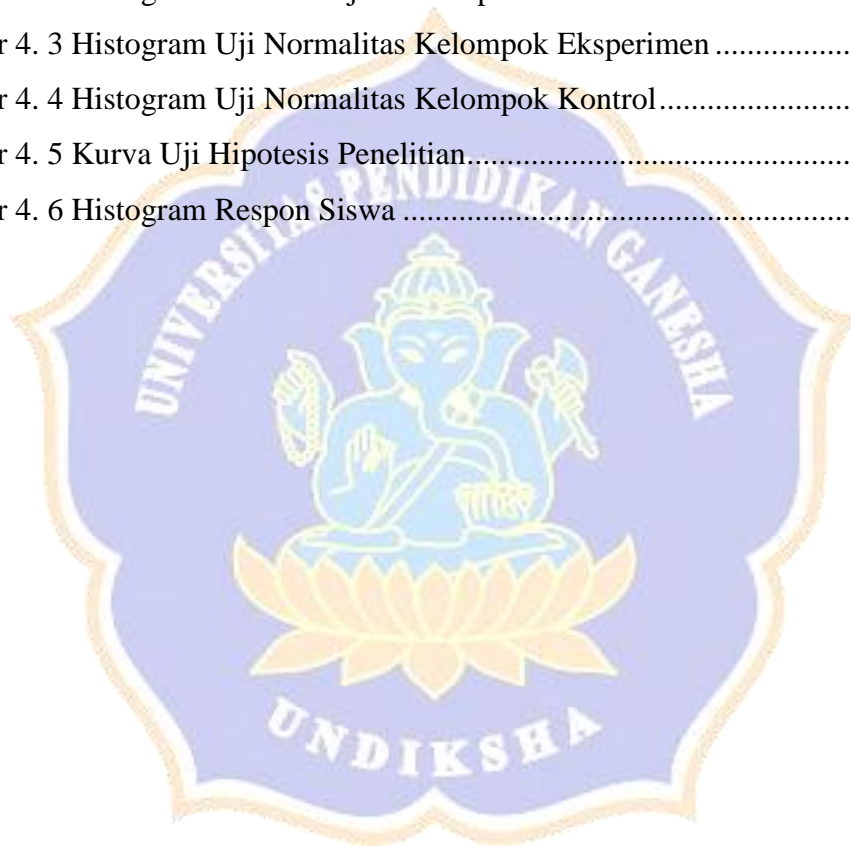 r 4. 3 Histogram Uji Normalitas Kelompok Eksperimen ................
r 4. 4 Histogram Uji Normalitas Kelompok Kontrol.....................
r 4. 5 Kurva Uji Hipotesis Penelitian.........................................
r 4. 6 Histogram Respon Siswa ................................................
UNIVERSITAS PENDIDIKAN GANESHA
UNDIKSHA